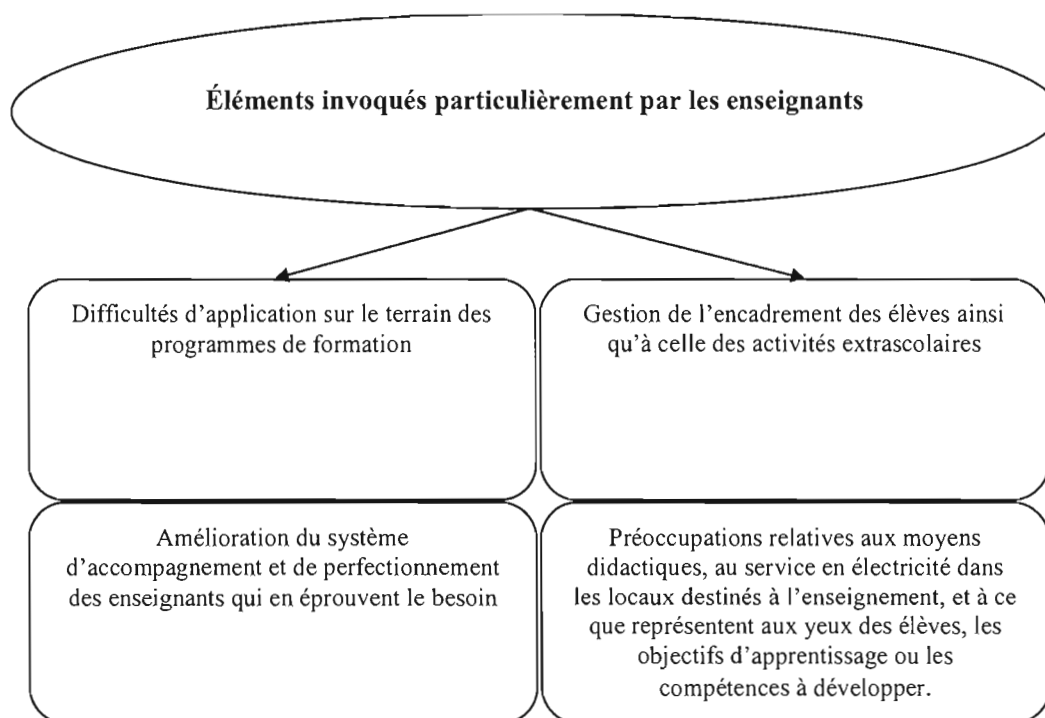 Éléments invoqués particulièrement par les enseignants
Difficultés d'application sur le terrain des
programmes de formation
Gestion de l'encadrement des élèves ainsi
qu'à celle des activités extrascolaires
Amélioration du système
d'accompagnement et de perfectionnement
des enseignants qui en éprouvent le besoin
Préoccupations relatives aux moyens
didactiques, au service en électricité dans
les locaux destinés à l'enseignement, et à ce
que représentent aux yeux des élèves, les
objectifs d'apprentissage ou les
compétences à développer.